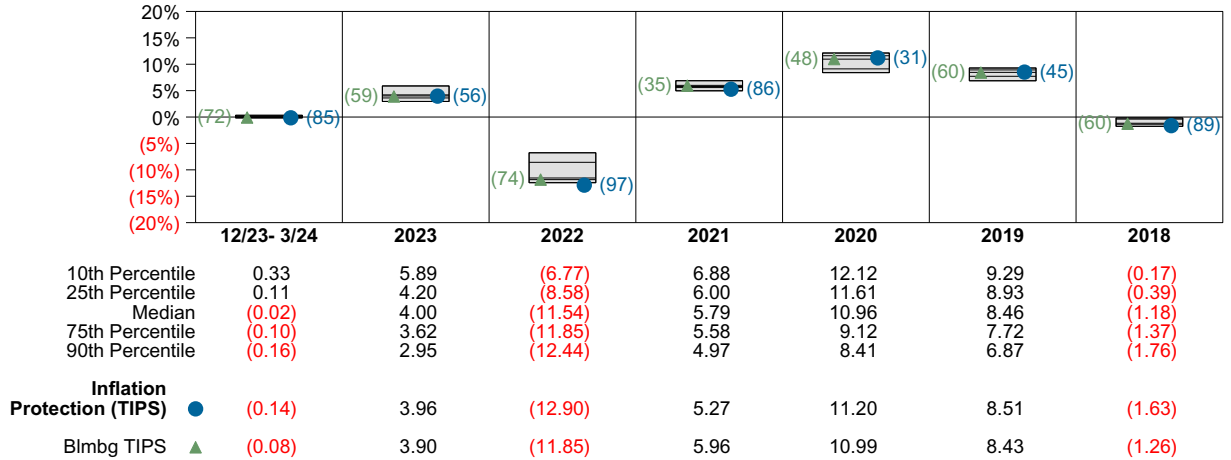 20%
15%
10%
5%
0%
(5%)
(10%)
(15%)
(20%)
(72) (85)
(59) (56)
(74) (97)
(35) (86)
(48) (31)
(60) (45)
(60) (89)
12/23- 3/24 2023 2022 2021 2020 2019 2018
10th Percentile 0.33 5.89 (6.77) 6.88 12.12 9.29 (0.17)
25th Percentile 0.11 4.20 (8.58) 6.00 11.61 8.93 (0.39)
Median (0.02) 4.00 (11.54) 5.79 10.96 8.46 (1.18)
75th Percentile (0.10) 3.62 (11.85) 5.58 9.12 7.72 (1.37)
90th Percentile (0.16) 2.95 (12.44) 4.97 8.41 6.87 (1.76)
Inflation
Protection (TIPS) (0.14) 3.96 (12.90) 5.27 11.20 8.51 (1.63)
Blmbg TIPS (0.08) 3.90 (11.85) 5.96 10.99 8.43 (1.26)